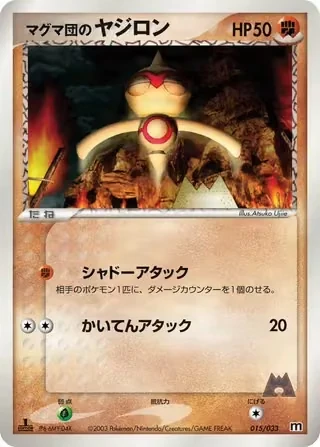 マグマ団の ヤジロン HP50
たね
Illus.Atsuko Ujiie
シャドーアタック
相手のポケモン1匹に、ダメージカウンターを1個のせる。
かいてんアタック 20
弱点 抵抗力 にげる
1
©2003 Pokémon/Nintendo/Creatures/GAME FREAK. 015/033 m